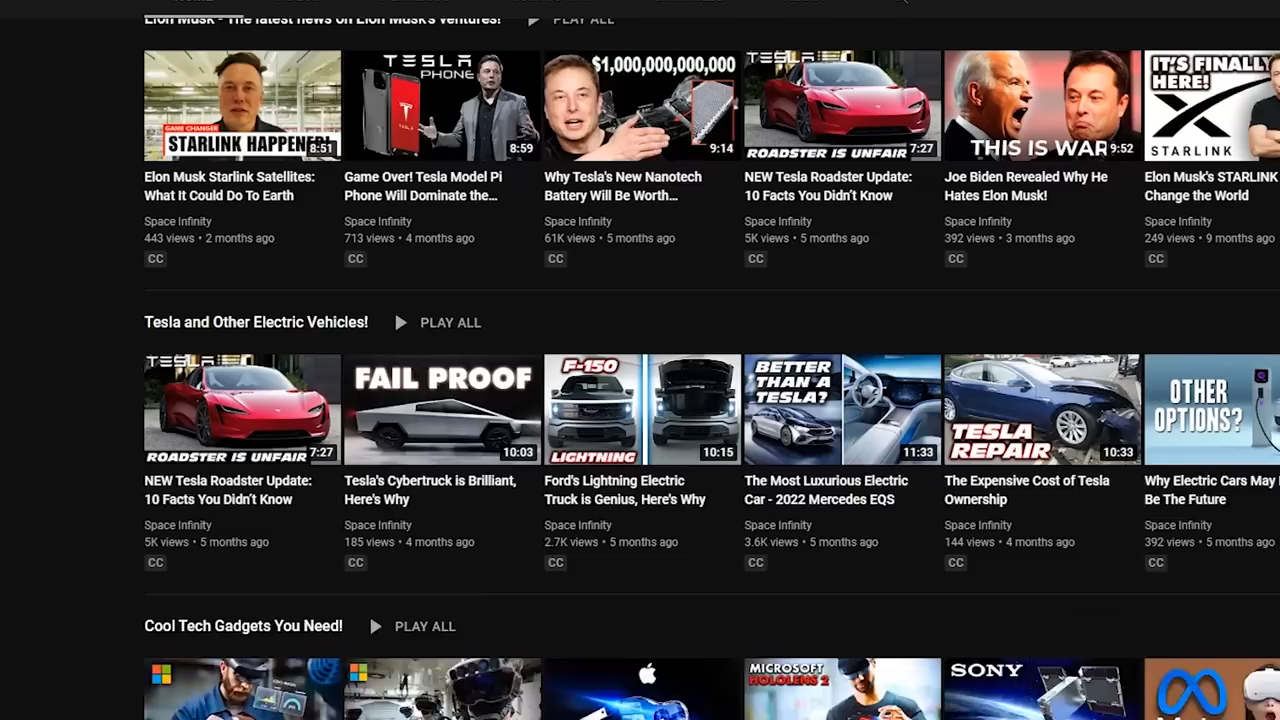 Elon Musk - The latest news on Elon Musk's ventures! PLAY ALL
GAME CHANGER
STARLINK HAPPENE
8:51
TESLA
PHONE
TESLA
8:59
$1,000,000,000,000
9:14
TESLA
ROADSTER IS UNFAIR
7:27
THIS IS WAR
9:52
IT'S FINALLY
HERE!
STARLINK
Elon Musk Starlink Satellites:
What It Could Do To Earth
Space Infinity
443 views • 2 months ago
CC
Game Over! Tesla Model Pi
Phone Will Dominate the...
Space Infinity
713 views • 4 months ago
CC
Why Tesla's New Nanotech
Battery Will Be Worth...
Space Infinity
61K views • 5 months ago
CC
NEW Tesla Roadster Update:
10 Facts You Didn't Know
Space Infinity
5K views • 5 months ago
CC
Joe Biden Revealed Why He
Hates Elon Musk!
Space Infinity
392 views • 3 months ago
CC
Elon Musk's STARLINK
Change the World
Space Infinity
249 views • 9 months ago
CC
Tesla and Other Electric Vehicles! PLAY ALL
TESLA
ROADSTER IS UNFAIR
7:27
FAIL PROOF
10:03
F-150
LIGHTNING
10:15
BETTER
THAN A
TESLA?
11:33
TESLA
REPAIR
10:33
OTHER
OPTIONS?
NEW Tesla Roadster Update:
10 Facts You Didn't Know
Space Infinity
5K views • 5 months ago
CC
Tesla's Cybertruck is Brilliant,
Here's Why
Space Infinity
185 views • 4 months ago
CC
Ford's Lightning Electric
Truck is Genius, Here's Why
Space Infinity
2.7K views • 5 months ago
CC
The Most Luxurious Electric
Car - 2022 Mercedes EQS
Space Infinity
3.6K views • 5 months ago
CC
The Expensive Cost of Tesla
Ownership
Space Infinity
144 views • 4 months ago
CC
Why Electric Cars May
Be The Future
Space Infinity
392 views • 5 months ago
CC
Cool Tech Gadgets You Need! PLAY ALL
MICROSOFT
HOLOLENS 2
SONY